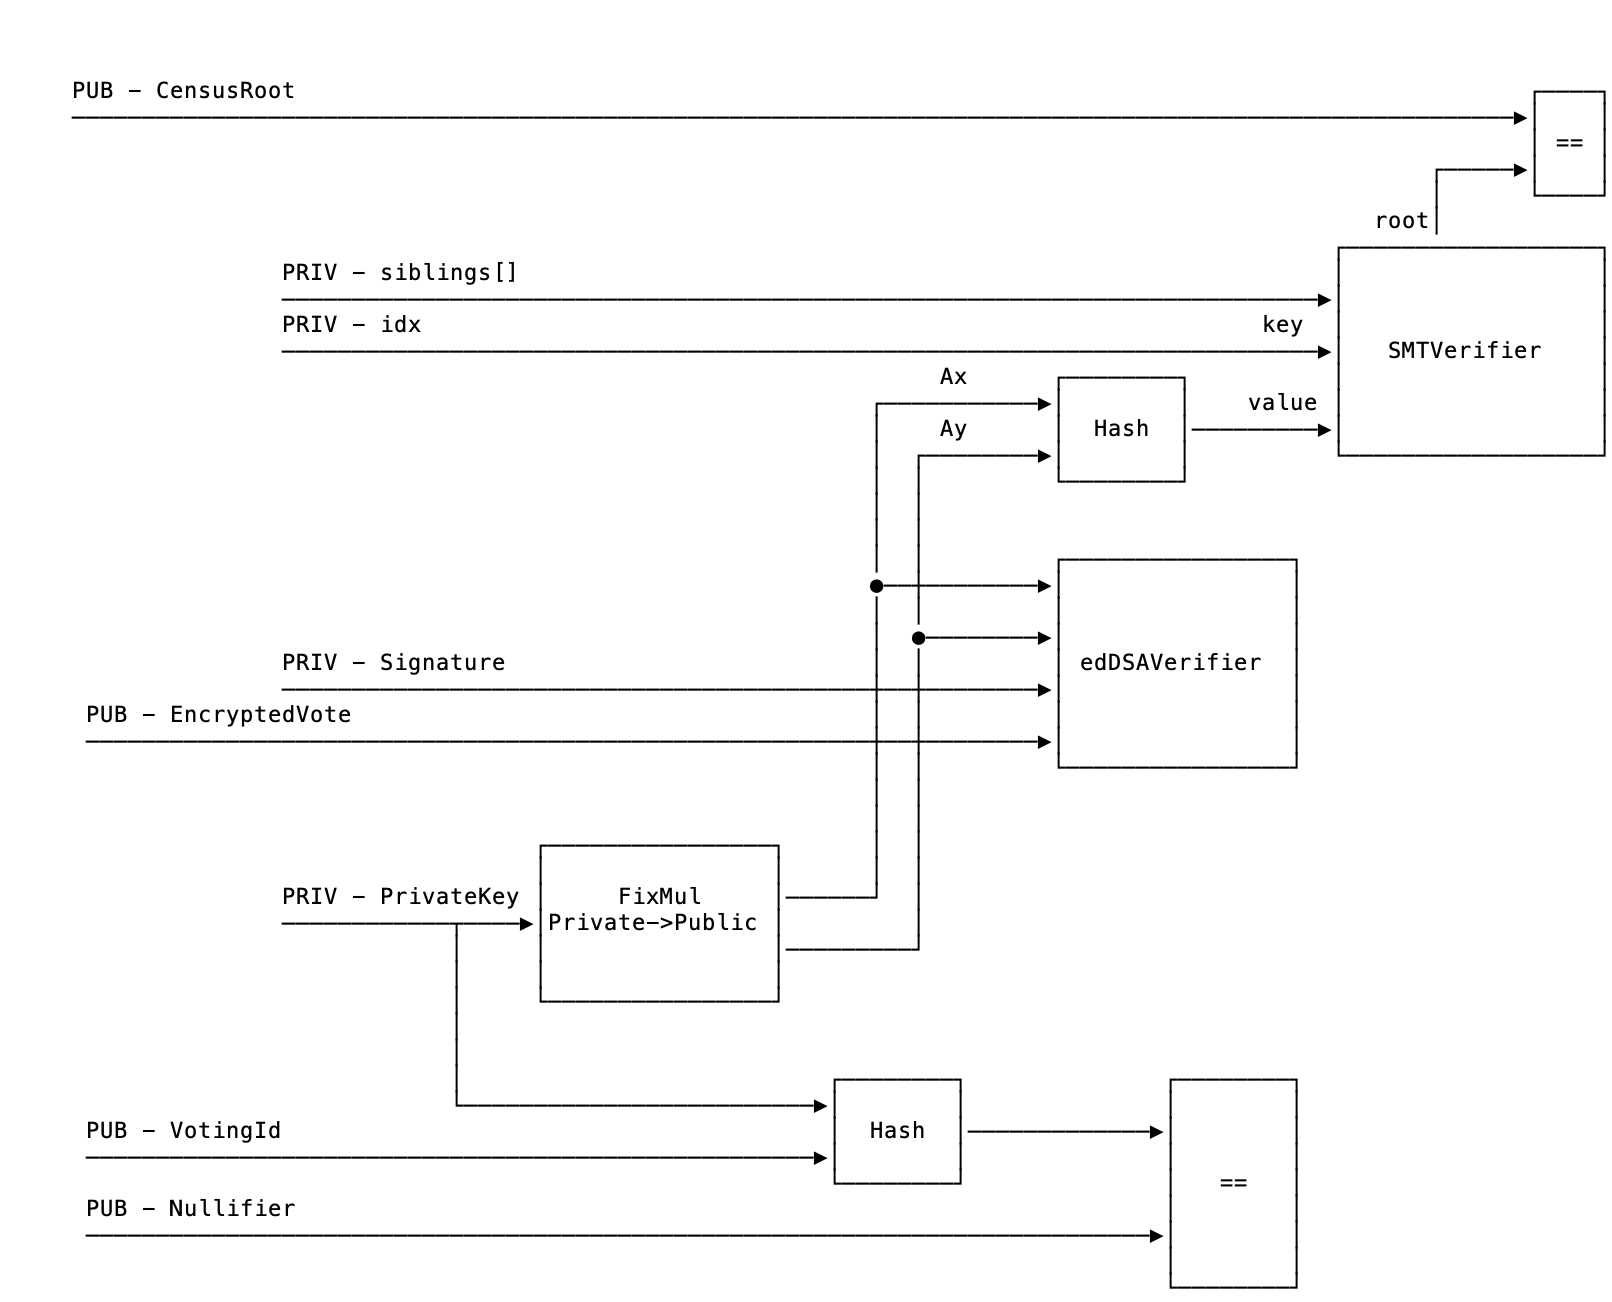 PUB – CensusRoot
==
root
PRIV – siblings[]
PRIV – idx
key
SMTVerifier
Ax
value
Ay
Hash
PRIV – Signature
edDSAVerifier
PUB – EncryptedVote
PRIV – PrivateKey
FixMul
Private–>Public
PUB – VotingId
Hash
==
PUB – Nullifier